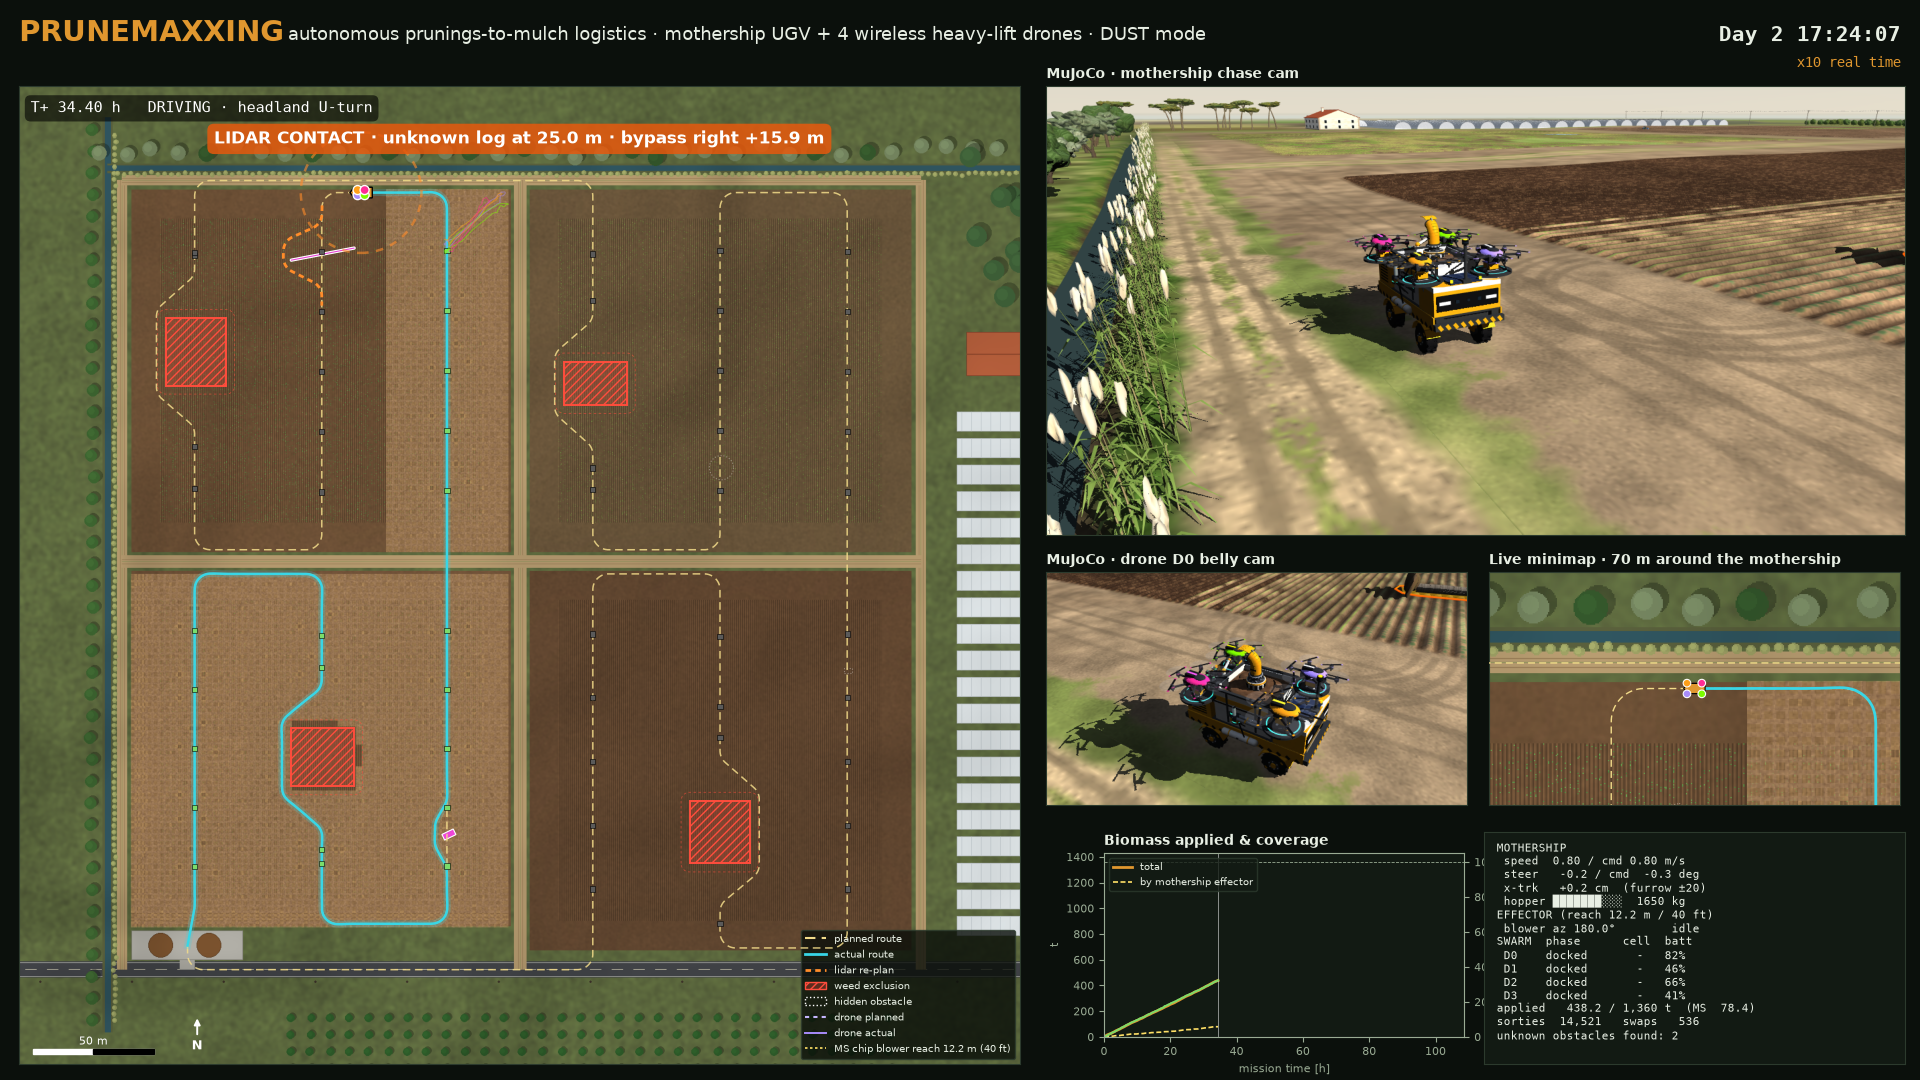 PRUNEMAXXING autonomous prunings-to-mulch logistics · mothership UGV + 4 wireless heavy-lift drones · DUST mode
Day 2 17:24:07
x10 real time
T+ 34.40 h DRIVING · headland U-turn
LIDAR CONTACT · unknown log at 25.0 m · bypass right +15.9 m
50 m
N
planned route
actual route
lidar re-plan
weed exclusion
hidden obstacle
drone planned
drone actual
MS chip blower reach 12.2 m (40 ft)
MuJoCo · mothership chase cam
MuJoCo · drone D0 belly cam
Live minimap · 70 m around the mothership
Biomass applied & coverage
total
by mothership effector
1400
1200
1000
800
600
400
200
0
t
0 20 40 60 80 100
mission time [h]
10
80
60
40
20
0
MOTHERSHIP
speed 0.80 / cmd 0.80 m/s
steer -0.2 / cmd -0.3 deg
x-trk +0.2 cm (furrow ±20)
hopper 1650 kg
EFFECTOR (reach 12.2 m / 40 ft)
blower az 180.0° idle
SWARM phase cell batt
D0 docked - 82%
D1 docked - 46%
D2 docked - 66%
D3 docked - 41%
applied 438.2 / 1,360 t (MS 78.4)
sorties 14,521 swaps 536
unknown obstacles found: 2